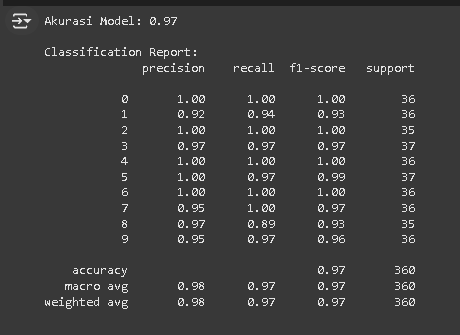 Akurasi Model: 0.97
Classification Report:
precision recall f1-score support
0 1.00 1.00 1.00 36
1 0.92 0.94 0.93 36
2 1.00 1.00 1.00 35
3 0.97 0.97 0.97 37
4 1.00 1.00 1.00 36
5 1.00 0.97 0.99 37
6 1.00 1.00 1.00 36
7 0.95 1.00 0.97 36
8 0.97 0.89 0.93 35
9 0.95 0.97 0.96 36
accuracy 0.97 360
macro avg 0.98 0.97 0.97 360
weighted avg 0.98 0.97 0.97 360